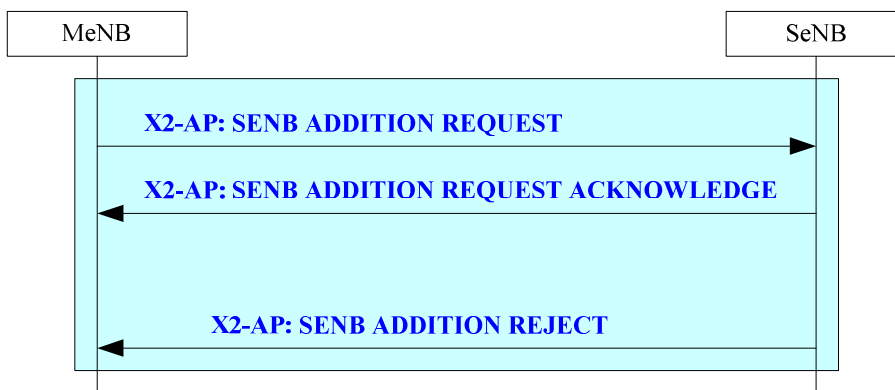 MeNB
SeNB
X2-AP: SENB ADDITION REQUEST
X2-AP: SENB ADDITION REQUEST ACKNOWLEDGE
X2-AP: SENB ADDITION REJECT